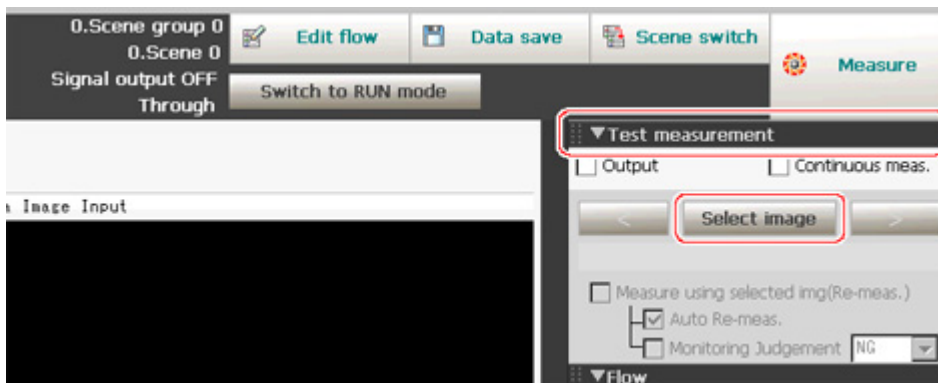 0.Scene group 0
0.Scene 0
Edit flow
Data save
Scene switch
Measure
Signal output OFF
Through
Switch to RUN mode
▼Test measurement
Output
Continuous meas.
Image Input
< Select image >
Measure using selected img(Re-meas.)
Auto Re-meas.
Monitoring Judgement NG
▼Flow